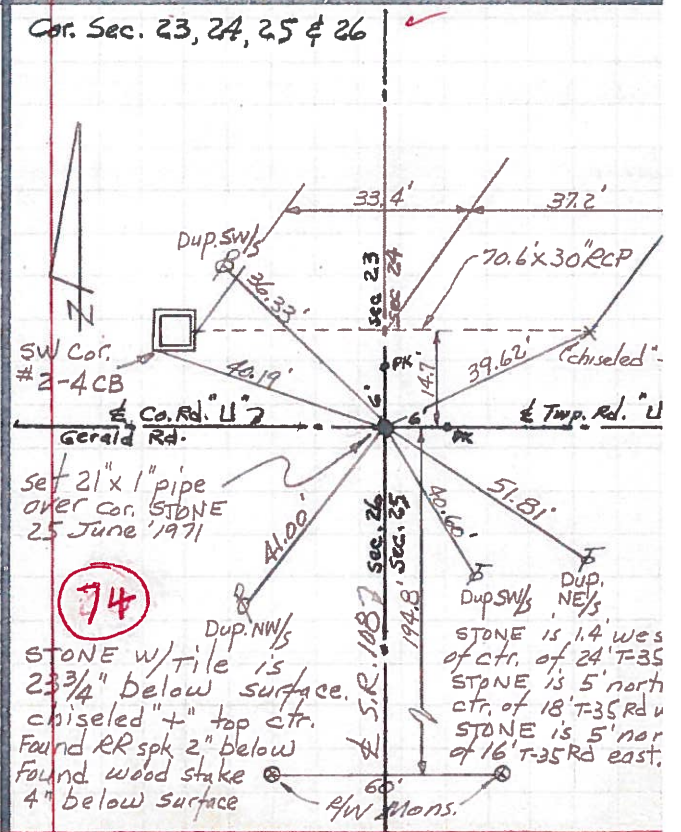 Cor. Sec. 23, 24, 25 & 26
33.4'
37.2'
Dup. SW/S
36.33'
Sec 23
Sec 24
70.6' x 30" RCP
N
SW Cor.
#2-4 CB
40.19'
PK
6'
14.7'
39.62'
(chiseled "-
℄ Co. Rd. "U"
Gerald Rd.
6'
PK
℄ Twp. Rd. "U
Set 21" x 1" pipe
over Cor. STONE
25 June 1971
41.00'
Sec. 26
Sec. 25
40.60'
51.81'
74
Dup. NW/S
Dup SW/S
Dup.
NE/S
STONE W/Tile is
23 3/4" below surface.
chiseled "+" top ctr.
Found RR spk 2" below
Found wood stake
4" below surface
℄ S.R. 108
194.8'
STONE is 1.4' wes
of ctr. of 24' T-35
STONE is 5' north
ctr. of 18' T-35 Rd w
STONE is 5' nor
of 16' T-35 Rd east.
60'
R/W Mons.